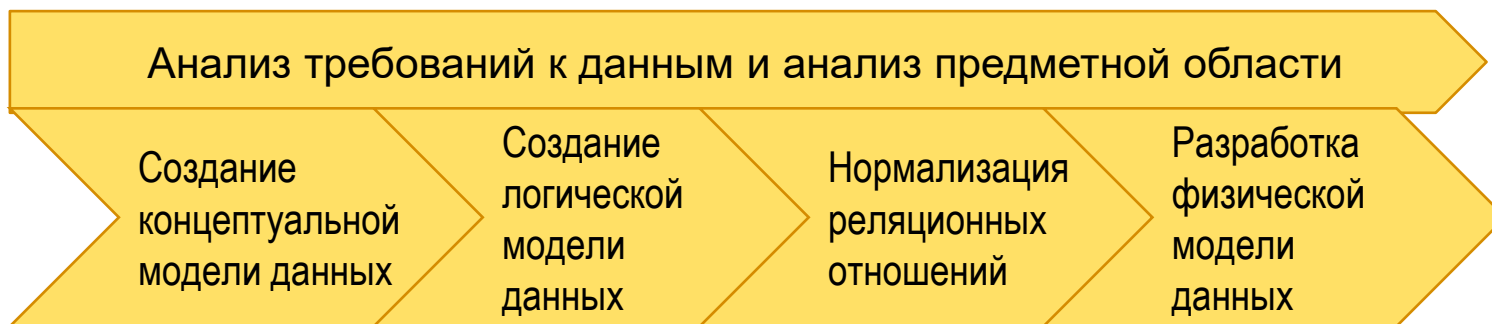 Анализ требований к данным и анализ предметной области
Создание
концептуальной
модели данных
Создание
логической
модели
данных
Нормализация
реляционных
отношений
Разработка
физической
модели
данных